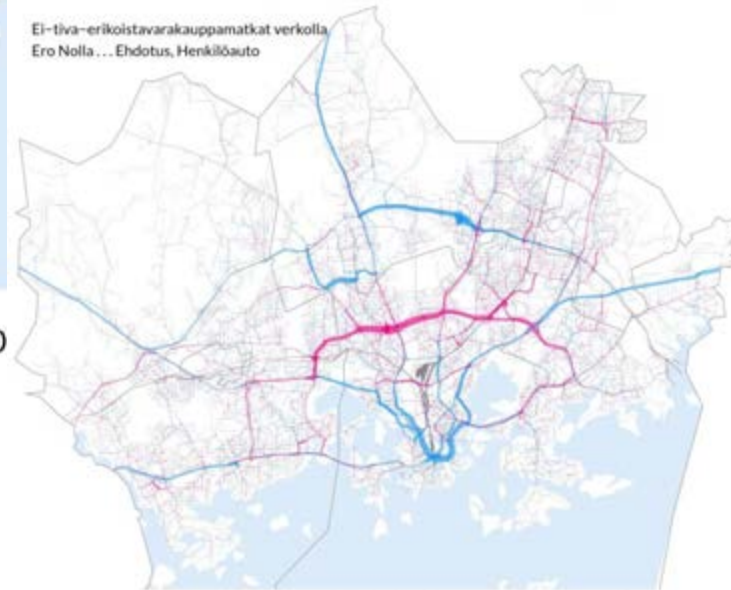 Ei-tiva-erikoistavarakauppamatkat verkolla
Ero Nolla ... Ehdotus, Henkilöauto